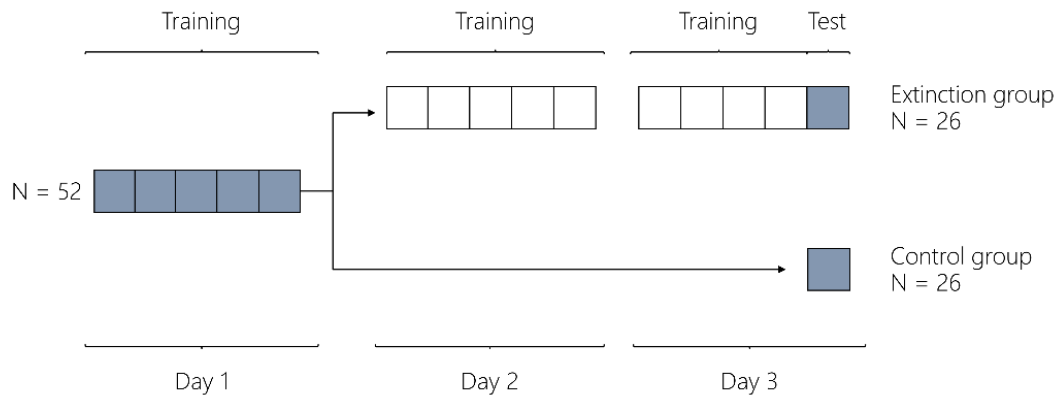 Training
Training
Training
Test
Extinction group
N = 26
N = 52
Control group
N = 26
Day 1
Day 2
Day 3